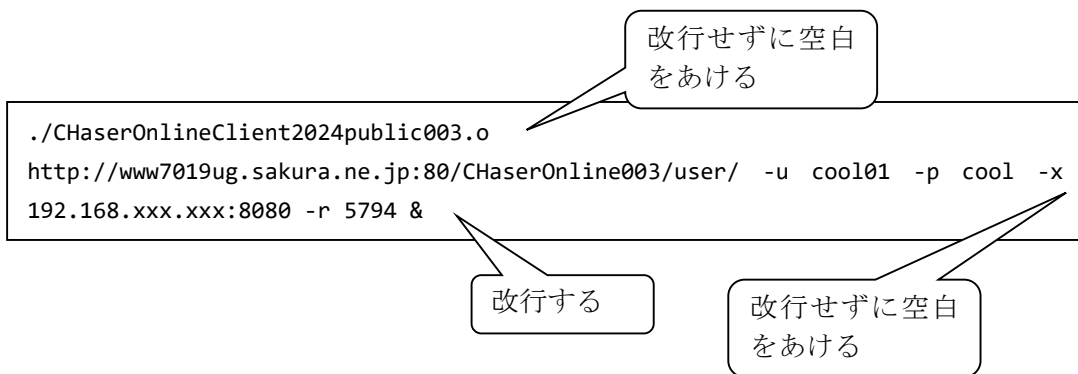 改行せずに空白
をあける
./CHaserOnlineClient2024public003.o
http://www7019ug.sakura.ne.jp:80/CHaserOnline003/user/ -u cool01 -p cool -x
192.168.xxx.xxx:8080 -r 5794 &
改行する
改行せずに空白
をあける